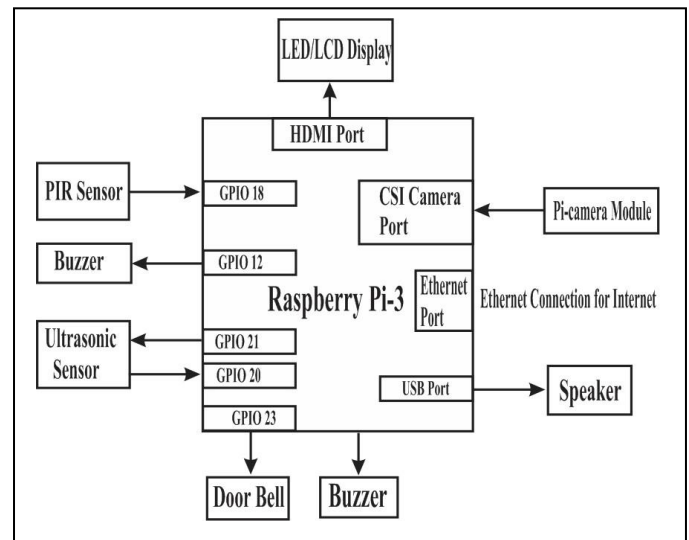 LED/LCD Display
HDMI Port
PIR Sensor
GPIO 18
CSI Camera
Port
Pi-camera Module
Buzzer
GPIO 12
Raspberry Pi-3
Ethernet
Port
Ethernet Connection for Internet
Ultrasonic
Sensor
GPIO 21
GPIO 20
USB Port
Speaker
GPIO 23
Door Bell
Buzzer